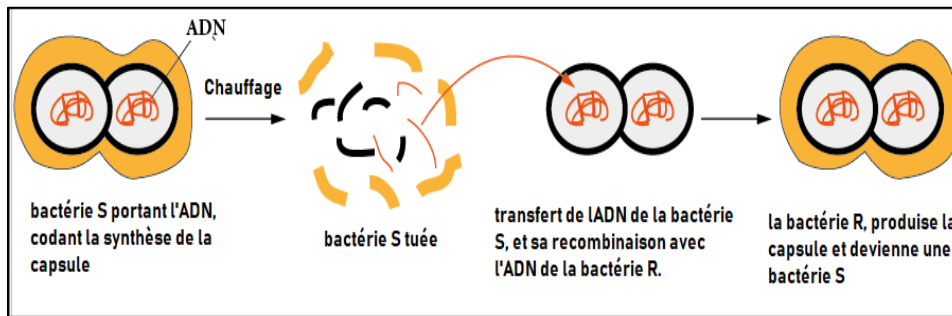 ADN
Chauffage
bactérie S portant l'ADN,
codant la synthèse de la
capsule
bactérie S tuée
transfert de lADN de la bactérie
S, et sa recombinaison avec
l'ADN de la bactérie R.
la bactérie R, produise la
capsule et devienne une
bactérie S